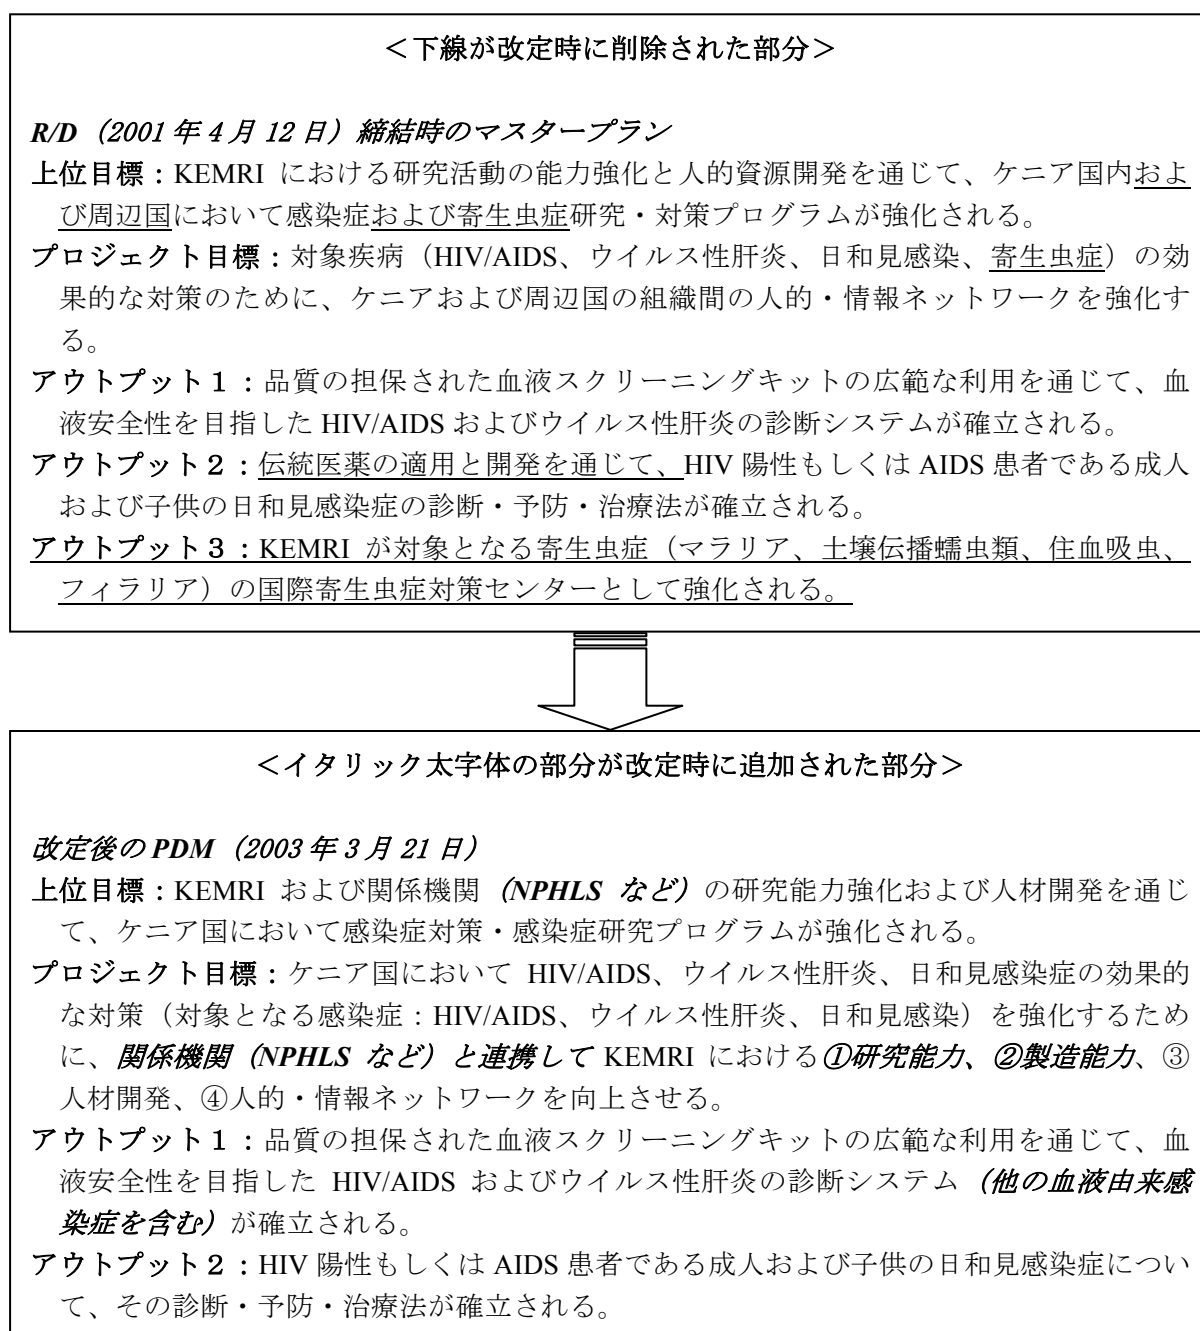 ＜下線が改定時に削除された部分＞
R/D（2001 年 4 月 12 日）締結時のマスタープラン
上位目標：KEMRI における研究活動の能力強化と人的資源開発を通じて、ケニア国内およ
び周辺国において感染症および寄生虫症研究・対策プログラムが強化される。
プロジェクト目標：対象疾病（HIV/AIDS、ウイルス性肝炎、日和見感染、寄生虫症）の効
果的な対策のために、ケニアおよび周辺国の組織間の人的・情報ネットワークを強化す
る。
アウトプット１：品質の担保された血液スクリーニングキットの広範な利用を通じて、血
液安全性を目指した HIV/AIDS およびウイルス性肝炎の診断システムが確立される。
アウトプット２：伝統医薬の適用と開発を通じて、HIV 陽性もしくは AIDS 患者である成人
および子供の日和見感染症の診断・予防・治療法が確立される。
アウトプット３：KEMRI が対象となる寄生虫症（マラリア、土壌伝播蠕虫類、住血吸虫、
フィラリア）の国際寄生虫症対策センターとして強化される。
＜イタリック太字体の部分が改定時に追加された部分＞
改定後の PDM（2003 年 3 月 21 日）
上位目標：KEMRI および関係機関（NPHLS など）の研究能力強化および人材開発を通じ
て、ケニア国において感染症対策・感染症研究プログラムが強化される。
プロジェクト目標：ケニア国において HIV/AIDS、ウイルス性肝炎、日和見感染症の効果的
な対策（対象となる感染症：HIV/AIDS、ウイルス性肝炎、日和見感染）を強化するため
に、関係機関（NPHLS など）と連携して KEMRI における①研究能力、②製造能力、③
人材開発、④人的・情報ネットワークを向上させる。
アウトプット１：品質の担保された血液スクリーニングキットの広範な利用を通じて、血
液安全性を目指した HIV/AIDS およびウイルス性肝炎の診断システム（他の血液由来感
染症を含む）が確立される。
アウトプット２：HIV 陽性もしくは AIDS 患者である成人および子供の日和見感染症につい
て、その診断・予防・治療法が確立される。